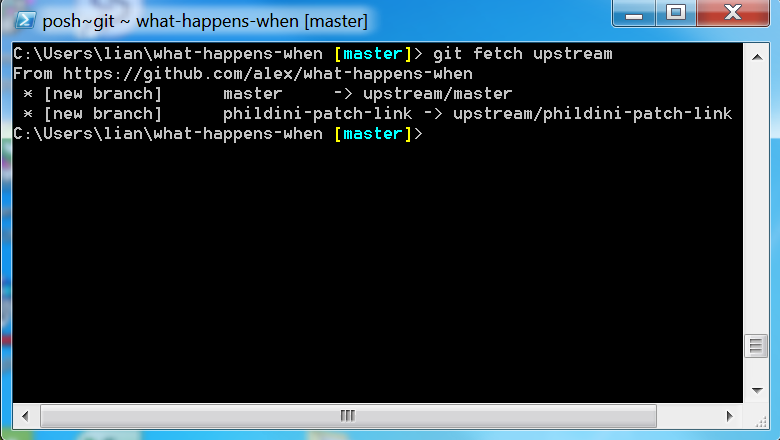 posh~git ~ what-happens-when [master]
C:\Users\lian\what-happens-when [master]> git fetch upstream
From https://github.com/alex/what-happens-when
 * [new branch]      master     -> upstream/master
 * [new branch]      phildini-patch-link -> upstream/phildini-patch-link
C:\Users\lian\what-happens-when [master]>